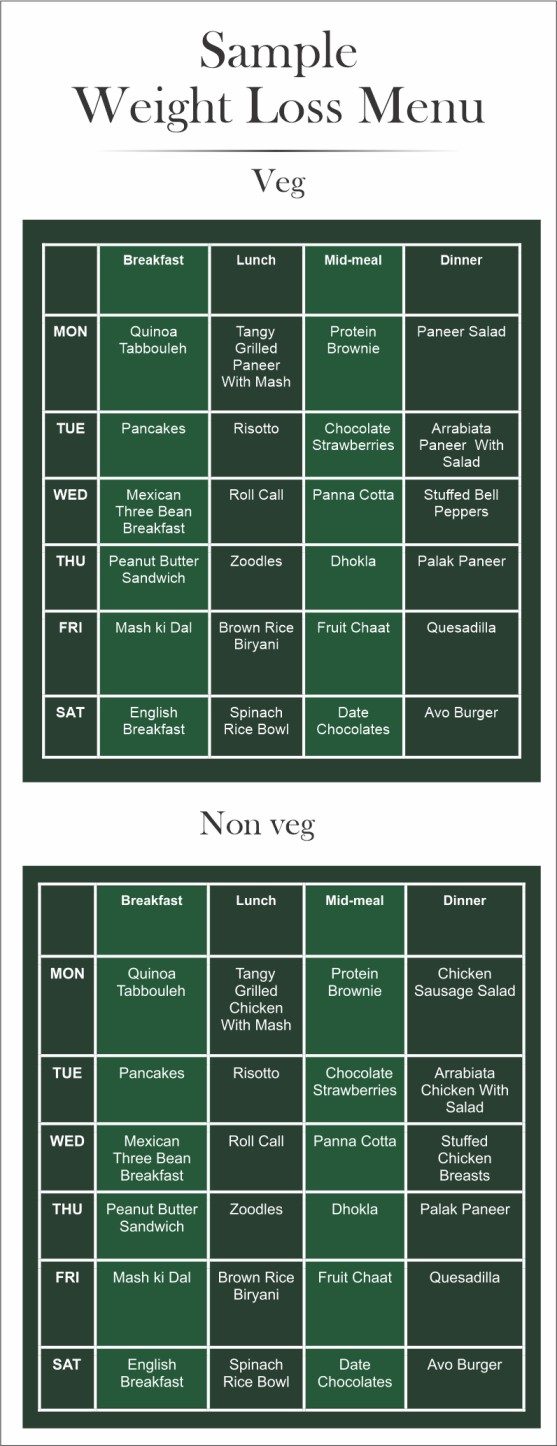 Sample
Weight Loss Menu
Veg
Breakfast Lunch Mid-meal Dinner
MON Quinoa Tangy Protein Paneer Salad
Tabbouleh Grilled Brownie
Paneer
With Mash
TUE Pancakes Risotto Chocolate Arrabiata
Strawberries Paneer With
Salad
WED Mexican Roll Call Panna Cotta Stuffed Bell
Three Bean Peppers
Breakfast
THU Peanut Butter Zoodles Dhokla Palak Paneer
Sandwich
FRI Mash ki Dal Brown Rice Fruit Chaat Quesadilla
Biryani
SAT English Spinach Date Avo Burger
Breakfast Rice Bowl Chocolates
Non veg
Breakfast Lunch Mid-meal Dinner
MON Quinoa Tangy Protein Chicken
Tabbouleh Grilled Brownie Sausage Salad
Chicken
With Mash
TUE Pancakes Risotto Chocolate Arrabiata
Strawberries Chicken With
Salad
WED Mexican Roll Call Panna Cotta Stuffed
Three Bean Chicken
Breakfast Breasts
THU Peanut Butter Zoodles Dhokla Palak Paneer
Sandwich
FRI Mash ki Dal Brown Rice Fruit Chaat Quesadilla
Biryani
SAT English Spinach Date Avo Burger
Breakfast Rice Bowl Chocolates